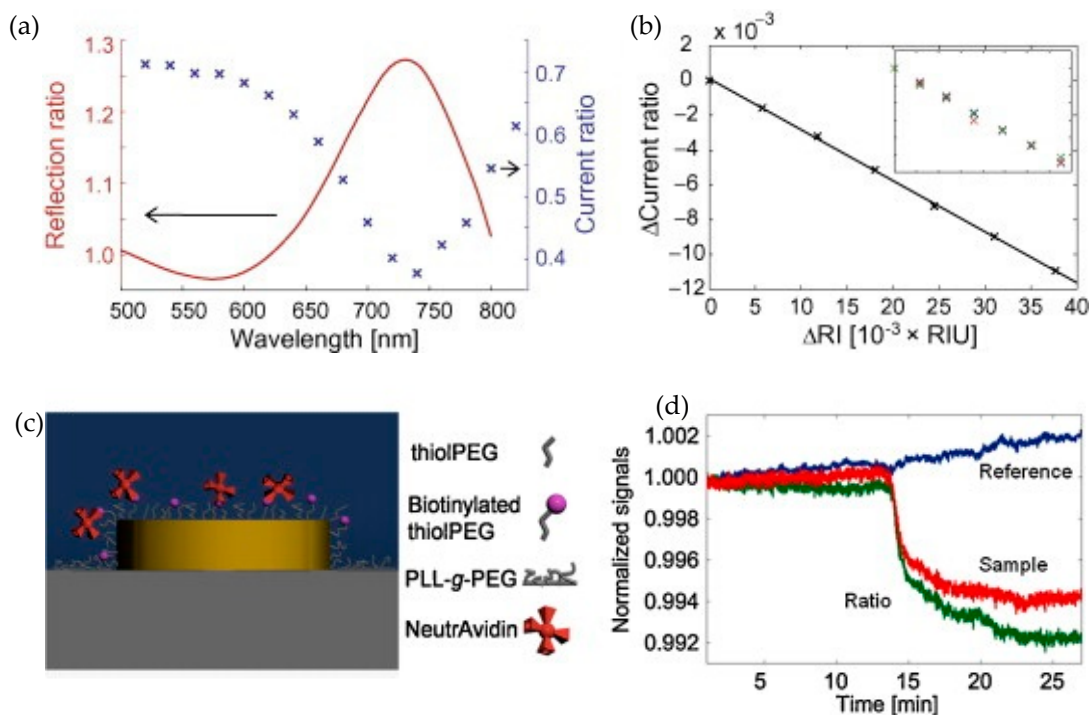 (a)
Reflection ratio
1.3
1.2
1.1
1.0
500 550 600 650 700 750 800
Wavelength [nm]
0.7
0.6
0.5
0.4
Current ratio
(b)
× 10⁻³
ΔCurrent ratio
2
0
−2
−4
−6
−8
−10
−12
0 5 10 15 20 25 30 35 40
ΔRI [10⁻³ × RIU]
(c)
thiolPEG
Biotinylated
thiolPEG
PLL-g-PEG
NeutrAvidin
(d)
Normalized signals
1.002
1.000
0.998
0.996
0.994
0.992
Reference
Sample
Ratio
5 10 15 20 25
Time [min]